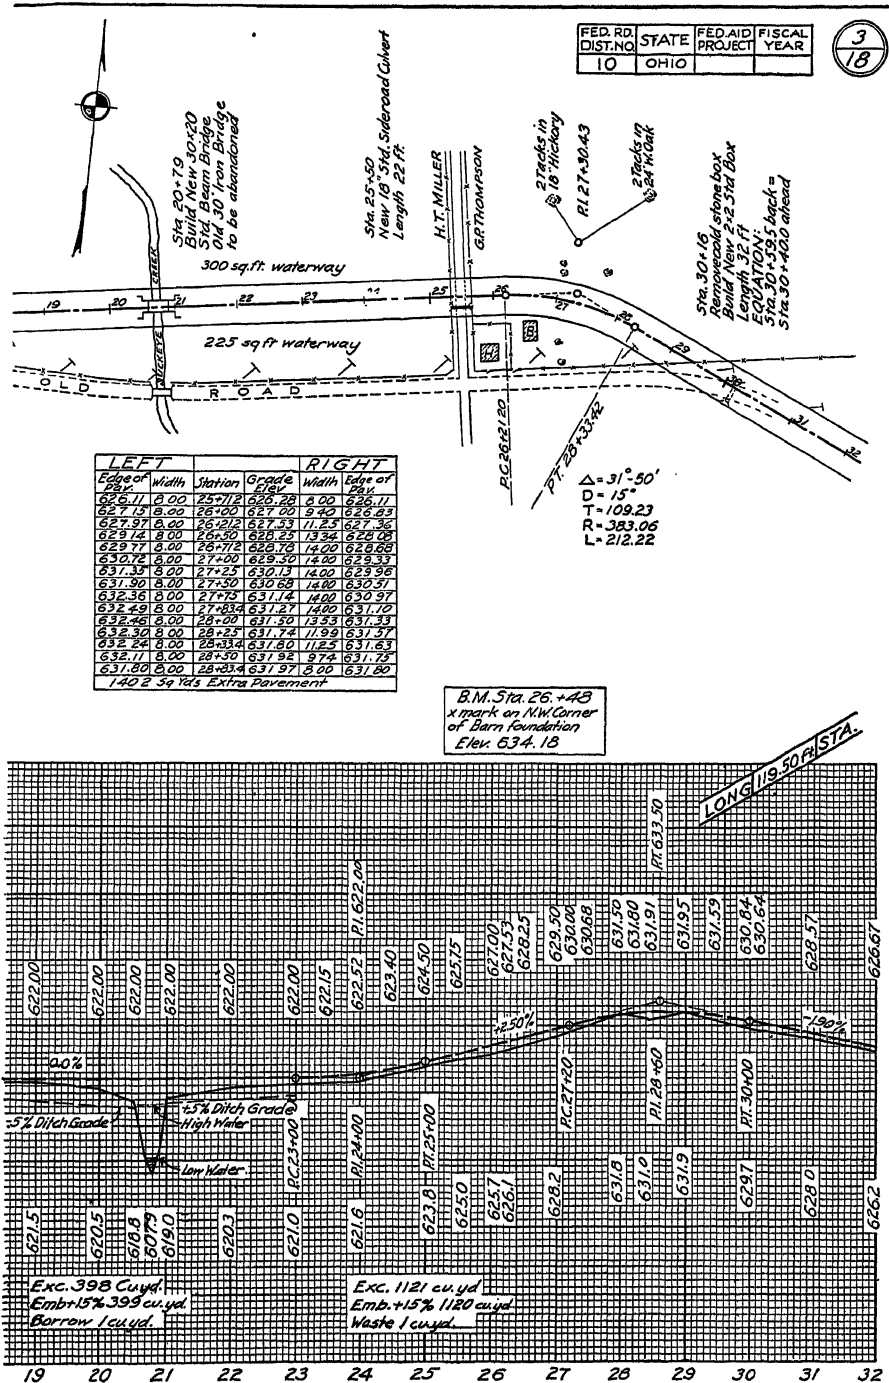 FED. RD. DIST. NO. STATE FED. AID PROJECT FISCAL YEAR
10 OHIO
3
18
Sta 20+79
Build New 30x20
Std. Beam Bridge
Old 30' Iron Bridge
to be abandoned
Sta. 25+50
New 18" Std. Sideroad Culvert
Length 22 ft.
H.T. MILLER
G.P. THOMPSON
2 Tacks in
18" Hickory
P.I. 27+30.43
2 Tacks in
24" W. Oak
Sta. 30+16
Remove old stone box
Build New 2x2 Std Box
Length 32 ft
EQUATION:
Sta. 30+59.5 back =
Sta 30+40.0 ahead
300 sq.ft. waterway
CREEK
19 20 21 22 23 24 25 26 27 28 29 30 31 32
225 sq ft waterway
BUCKEYE
H
B
OLD ROAD
P.C. 26+21.20
P.T. 28+33.42
Δ = 31°-50'
D = 15°
T = 109.23
R = 383.06
L = 212.22
LEFT RIGHT
Edge of Pav. Width Station Grade Elev Width Edge of Pav.
626.11 8.00 25+71.2 626.28 8.00 626.11
627.15 8.00 26+00 627.00 9.40 626.83
627.97 8.00 26+21.2 627.53 11.25 627.36
629.14 8.00 26+50 628.25 13.34 628.08
629.77 8.00 26+71.2 628.78 14.00 628.68
630.72 8.00 27+00 629.50 14.00 629.33
631.35 8.00 27+25 630.13 14.00 629.96
631.90 8.00 27+50 630.68 14.00 630.51
632.36 8.00 27+75 631.14 14.00 630.97
632.49 8.00 27+83.4 631.27 14.00 631.10
632.46 8.00 28+00 631.50 13.53 631.33
632.30 8.00 28+25 631.74 11.99 631.57
632.24 8.00 28+33.4 631.80 11.25 631.63
632.11 8.00 28+50 631.92 9.74 631.75
631.80 8.00 28+83.4 631.97 8.00 631.80
140.2 Sq Yds Extra Pavement
B.M. Sta. 26.+48
x mark on N.W. Corner
of Barn Foundation
Elev. 634.18
LONG 119.50 ft STA.
P.I. 622.00
P.T. 633.50
622.00 622.00 622.00 622.00 622.00 622.00 622.15 622.52 623.40 624.50 625.75 627.00 627.53 628.25 629.50 630.00 630.68 631.50 631.80 631.91 631.95 631.59 630.84 630.64 628.57 626.67
0.0%
+2.50%
-1.90%
-.5% Ditch Grade
+.5% Ditch Grade
High Water
Low Water
P.C. 23+00
P.I. 24+00
P.T. 25+00
P.C. 27+20
P.I. 28+60
P.T. 30+00
621.5 620.5 618.8 607.9 619.0 620.3 621.0 621.6 623.8 625.0 625.7 626.1 628.2 631.8 631.0 631.9 629.7 628.0 626.2
Exc. 398 Cu.yd.
Emb+15% 399 cu.yd.
Borrow 1 cu.yd.
Exc. 1121 cu.yd
Emb.+15% 1120 cu.yd
Waste 1 cu.yd.
19 20 21 22 23 24 25 26 27 28 29 30 31 32